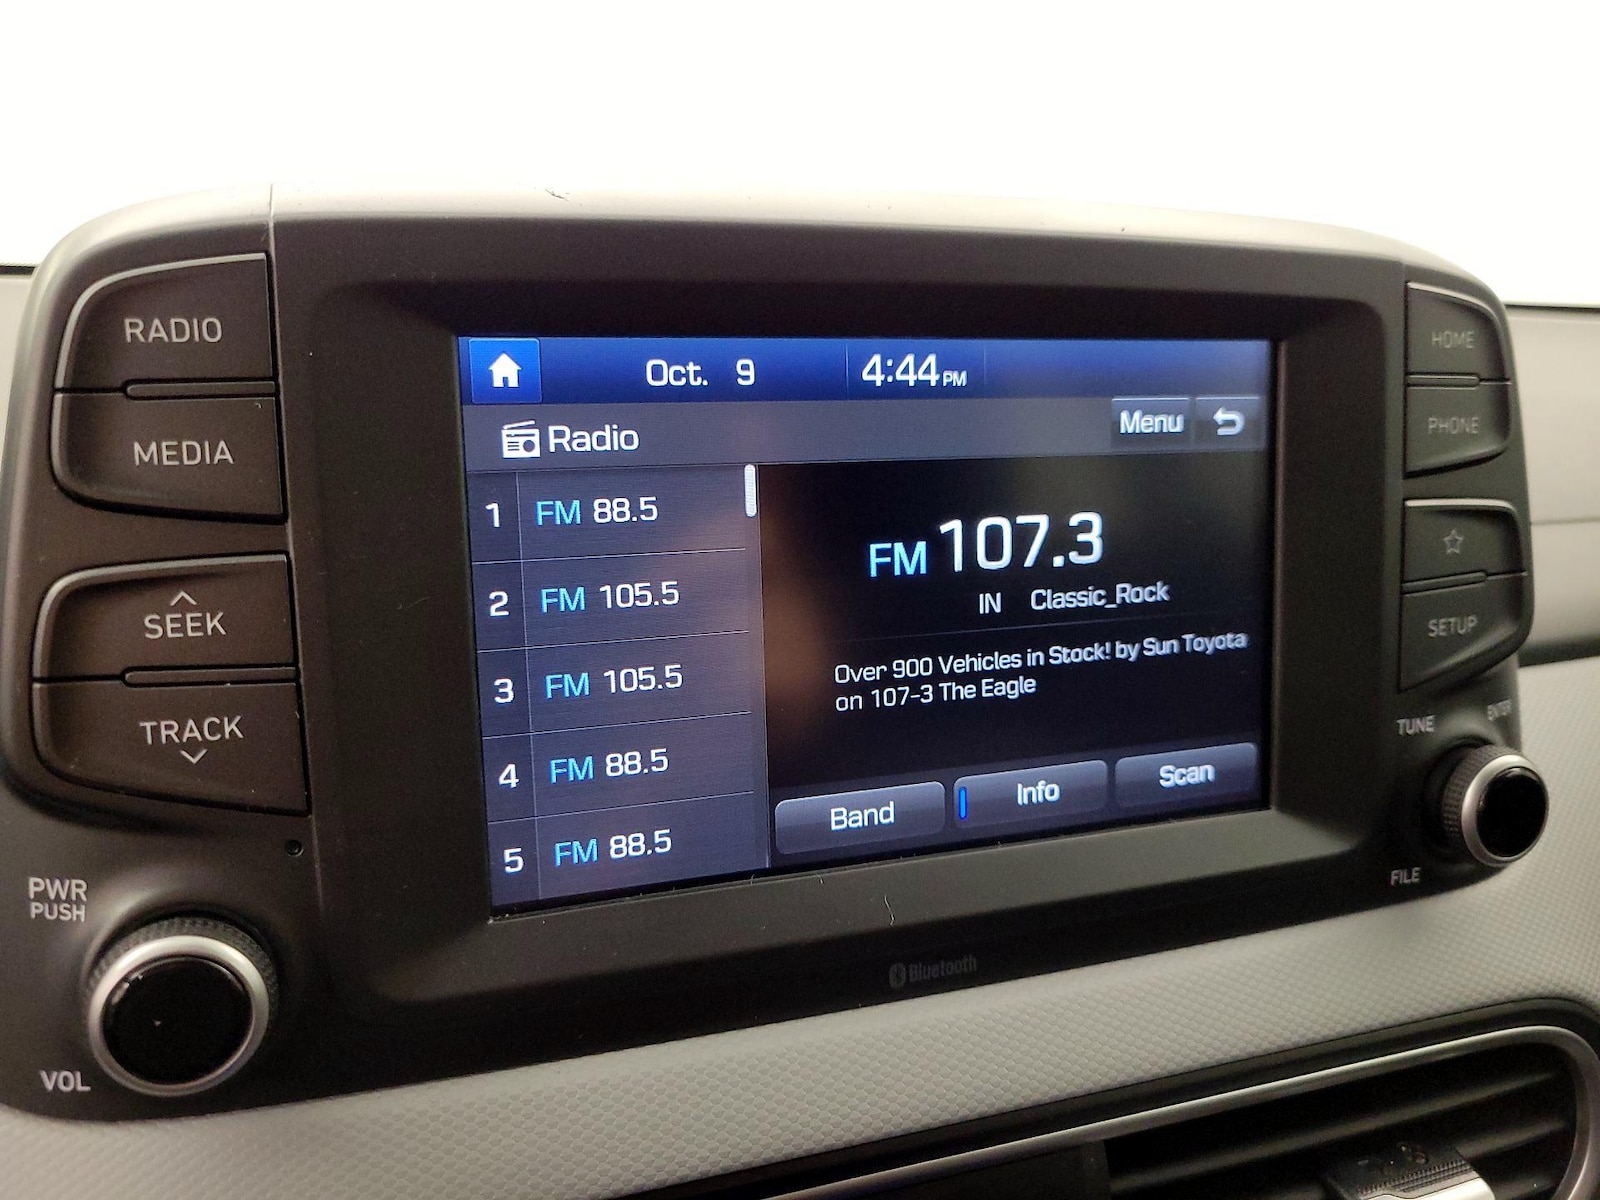 RADIO
MEDIA
SEEK
TRACK
PWR
PUSH
VOL
Oct. 9 4:44 PM
Radio
Menu
1 FM 88.5
2 FM 105.5
3 FM 105.5
4 FM 88.5
5 FM 88.5
FM 107.3
IN Classic_Rock
Over 900 Vehicles in Stock! by Sun Toyota
on 107-3 The Eagle
Band Info Scan
Bluetooth
HOME
PHONE
SETUP
TUNE
ENTER
FILE